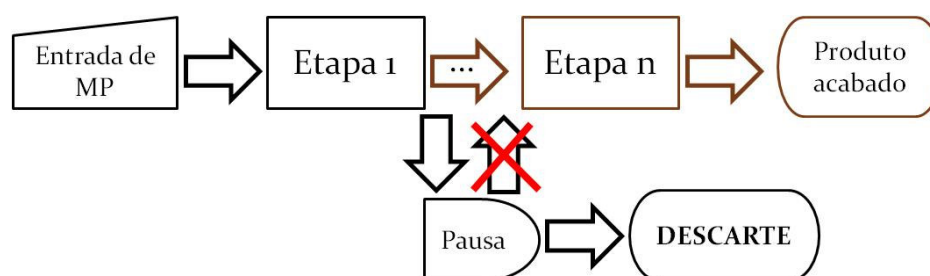 Entrada de
MP
Etapa 1
...
Etapa n
Produto
acabado
Pausa
DESCARTE